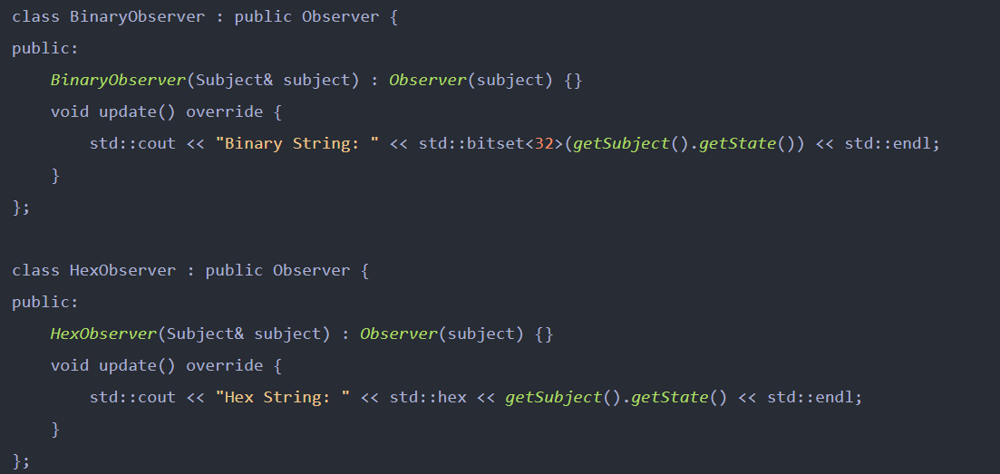 class BinaryObserver : public Observer {
public:
    BinaryObserver(Subject& subject) : Observer(subject) {}
    void update() override {
        std::cout << "Binary String: " << std::bitset<32>(getSubject().getState()) << std::endl;
    }
};

class HexObserver : public Observer {
public:
    HexObserver(Subject& subject) : Observer(subject) {}
    void update() override {
        std::cout << "Hex String: " << std::hex << getSubject().getState() << std::endl;
    }
};